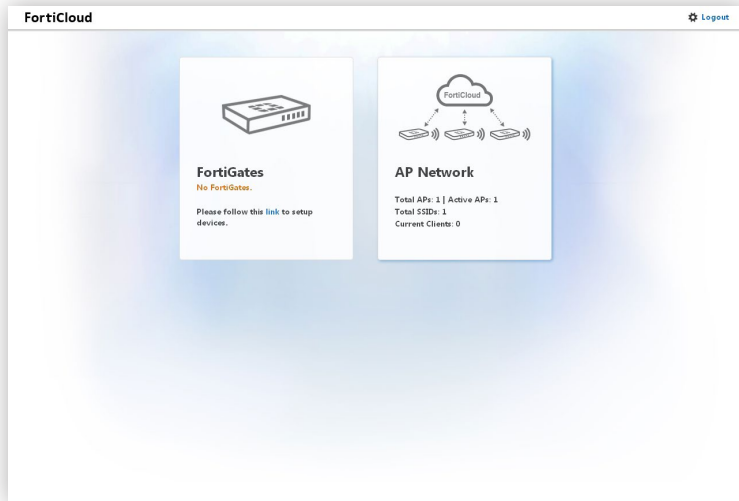 FortiCloud
Logout
FortiCloud
FortiGates
No FortiGates.
Please follow this link to setup
devices.
AP Network
Total APs: 1 | Active APs: 1
Total SSIDs: 1
Current Clients: 0